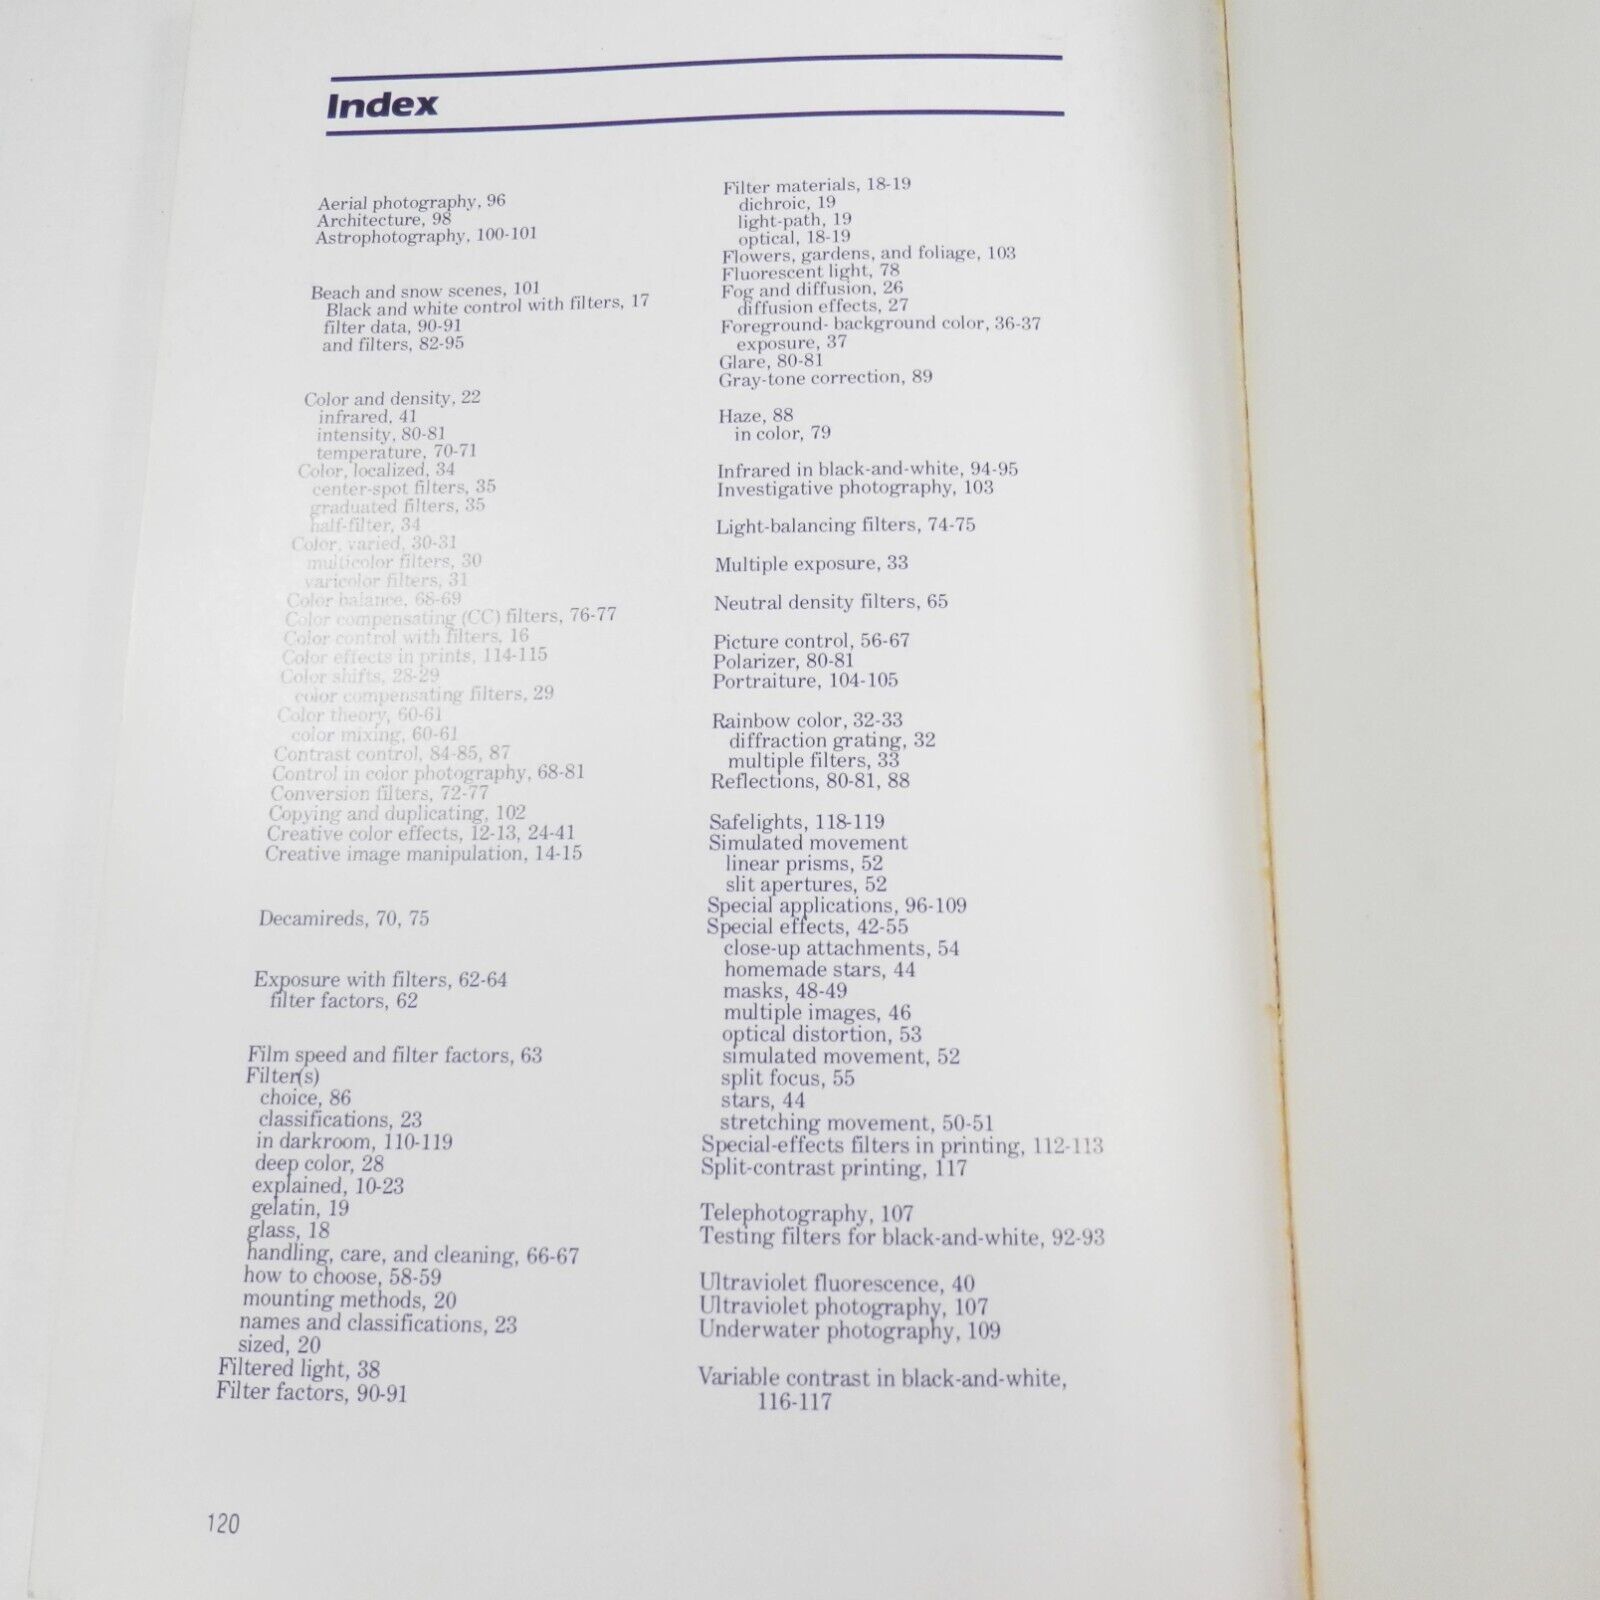 Index
Aerial photography, 96
Architecture, 98
Astrophotography, 100-101
Beach and snow scenes, 101
Black and white control with filters, 17
filter data, 90-91
and filters, 82-95
Color and density, 22
infrared, 41
intensity, 80-81
temperature, 70-71
Color, localized, 34
center-spot filters, 35
graduated filters, 35
half-filter, 34
Color, varied, 30-31
multicolor filters, 30
varicolor filters, 31
Color balance, 68-69
Color compensating (CC) filters, 76-77
Color control with filters, 16
Color effects in prints, 114-115
Color shifts, 28-29
color compensating filters, 29
Color theory, 60-61
color mixing, 60-61
Contrast control, 84-85, 87
Control in color photography, 68-81
Conversion filters, 72-77
Copying and duplicating, 102
Creative color effects, 12-13, 24-41
Creative image manipulation, 14-15
Decamireds, 70, 75
Exposure with filters, 62-64
filter factors, 62
Film speed and filter factors, 63
Filter(s)
choice, 86
classifications, 23
in darkroom, 110-119
deep color, 28
explained, 10-23
gelatin, 19
glass, 18
handling, care, and cleaning, 66-67
how to choose, 58-59
mounting methods, 20
names and classifications, 23
sized, 20
Filtered light, 38
Filter factors, 90-91
Filter materials, 18-19
dichroic, 19
light-path, 19
optical, 18-19
Flowers, gardens, and foliage, 103
Fluorescent light, 78
Fog and diffusion, 26
diffusion effects, 27
Foreground- background color, 36-37
exposure, 37
Glare, 80-81
Gray-tone correction, 89
Haze, 88
in color, 79
Infrared in black-and-white, 94-95
Investigative photography, 103
Light-balancing filters, 74-75
Multiple exposure, 33
Neutral density filters, 65
Picture control, 56-67
Polarizer, 80-81
Portraiture, 104-105
Rainbow color, 32-33
diffraction grating, 32
multiple filters, 33
Reflections, 80-81, 88
Safelights, 118-119
Simulated movement
linear prisms, 52
slit apertures, 52
Special applications, 96-109
Special effects, 42-55
close-up attachments, 54
homemade stars, 44
masks, 48-49
multiple images, 46
optical distortion, 53
simulated movement, 52
split focus, 55
stars, 44
stretching movement, 50-51
Special-effects filters in printing, 112-113
Split-contrast printing, 117
Telephotography, 107
Testing filters for black-and-white, 92-93
Ultraviolet fluorescence, 40
Ultraviolet photography, 107
Underwater photography, 109
Variable contrast in black-and-white,
116-117
120